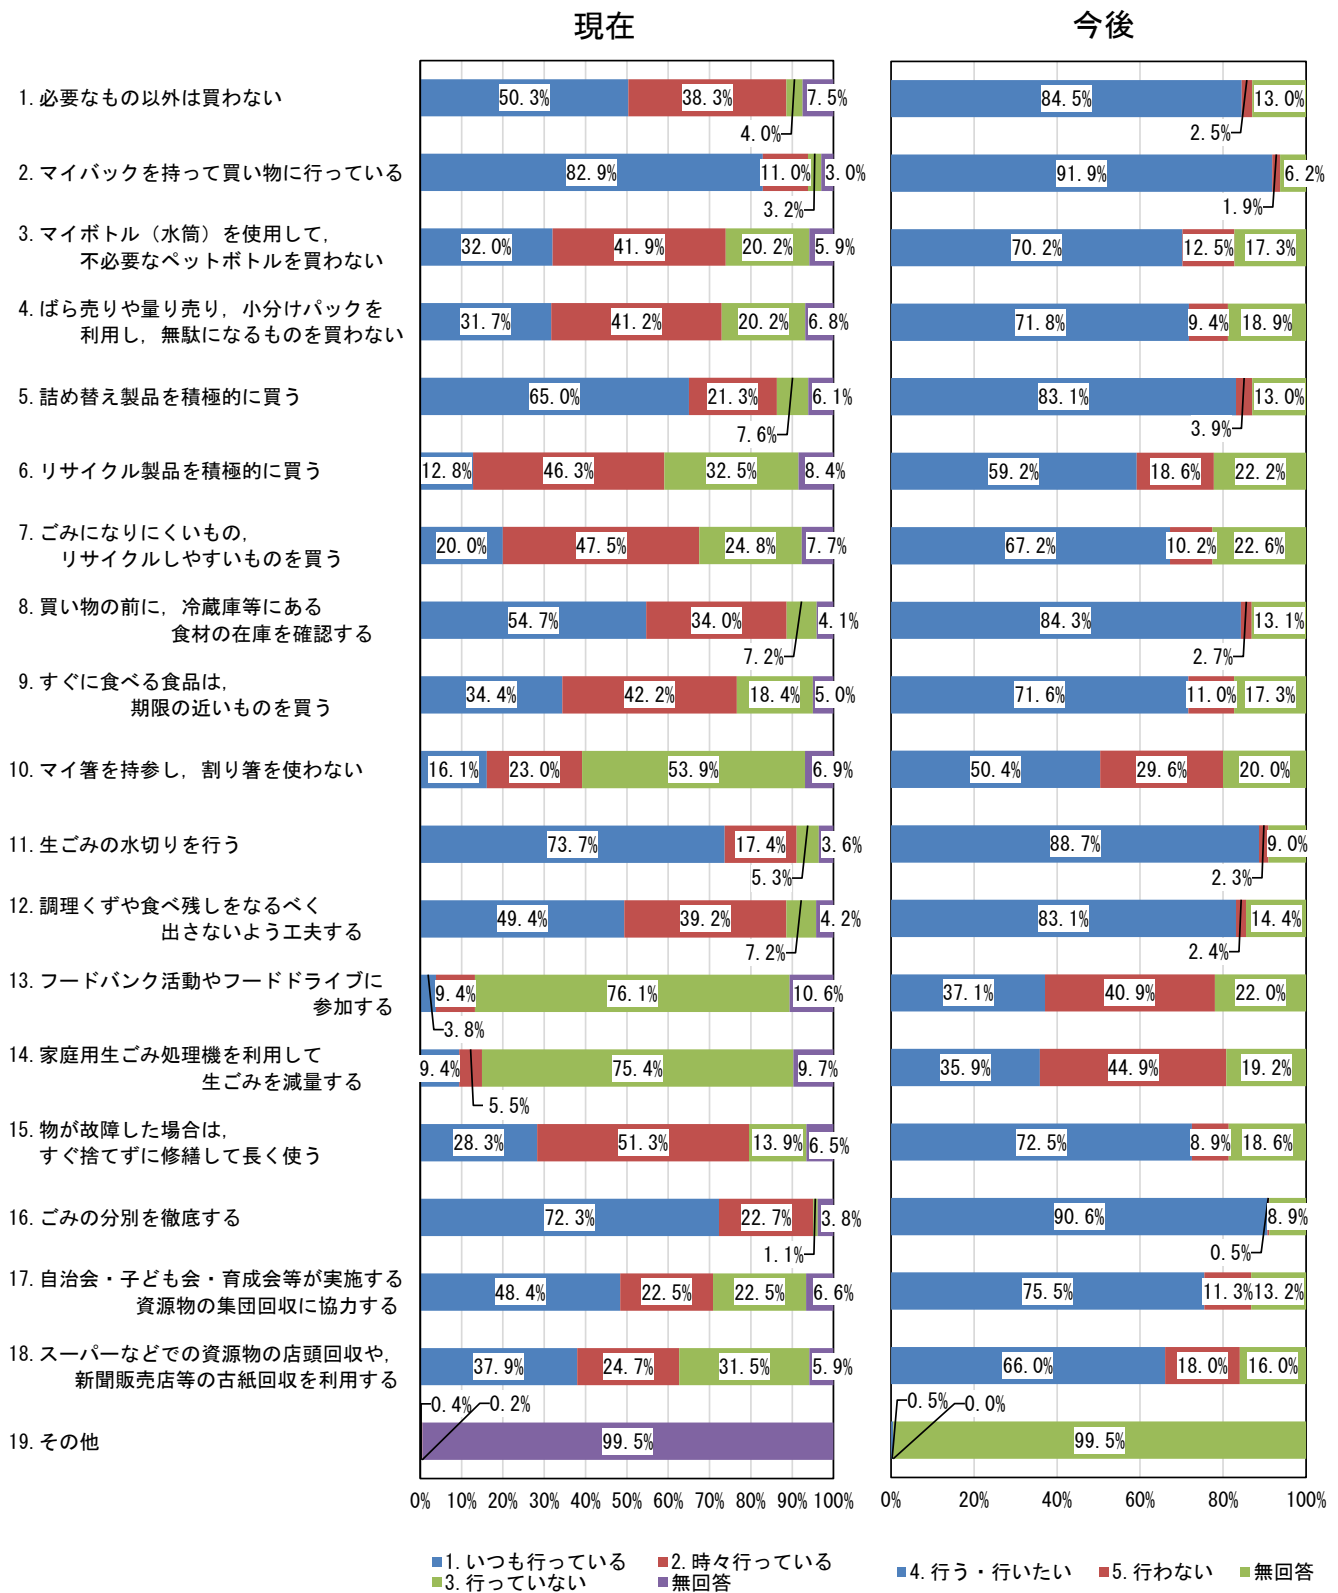 現在
今後
1. 必要なもの以外は買わない
50.3% 38.3% 7.5%
4.0%
84.5% 13.0%
2.5%
2. マイバックを持って買い物に行っている
82.9% 11.0% 3.0%
3.2%
91.9% 6.2%
1.9%
3. マイボトル（水筒）を使用して，
不必要なペットボトルを買わない
32.0% 41.9% 20.2% 5.9%
70.2% 12.5% 17.3%
4. ばら売りや量り売り，小分けパックを
利用し，無駄になるものを買わない
31.7% 41.2% 20.2% 6.8%
71.8% 9.4% 18.9%
5. 詰め替え製品を積極的に買う
65.0% 21.3% 6.1%
7.6%
83.1% 13.0%
3.9%
6. リサイクル製品を積極的に買う
12.8% 46.3% 32.5% 8.4%
59.2% 18.6% 22.2%
7. ごみになりにくいもの，
リサイクルしやすいものを買う
20.0% 47.5% 24.8% 7.7%
67.2% 10.2% 22.6%
8. 買い物の前に，冷蔵庫等にある
食材の在庫を確認する
54.7% 34.0% 4.1%
7.2%
84.3% 13.1%
2.7%
9. すぐに食べる食品は，
期限の近いものを買う
34.4% 42.2% 18.4% 5.0%
71.6% 11.0% 17.3%
10. マイ箸を持参し，割り箸を使わない
16.1% 23.0% 53.9% 6.9%
50.4% 29.6% 20.0%
11. 生ごみの水切りを行う
73.7% 17.4% 3.6%
5.3%
88.7% 9.0%
2.3%
12. 調理くずや食べ残しをなるべく
出さないよう工夫する
49.4% 39.2% 4.2%
7.2%
83.1% 14.4%
2.4%
13. フードバンク活動やフードドライブに
参加する
9.4% 76.1% 10.6%
3.8%
37.1% 40.9% 22.0%
14. 家庭用生ごみ処理機を利用して
生ごみを減量する
9.4% 75.4% 9.7%
5.5%
35.9% 44.9% 19.2%
15. 物が故障した場合は，
すぐ捨てずに修繕して長く使う
28.3% 51.3% 13.9% 6.5%
72.5% 8.9% 18.6%
16. ごみの分別を徹底する
72.3% 22.7% 3.8%
1.1%
90.6% 8.9%
0.5%
17. 自治会・子ども会・育成会等が実施する
資源物の集団回収に協力する
48.4% 22.5% 22.5% 6.6%
75.5% 11.3% 13.2%
18. スーパーなどでの資源物の店頭回収や，
新聞販売店等の古紙回収を利用する
37.9% 24.7% 31.5% 5.9%
66.0% 18.0% 16.0%
19. その他
0.4% 0.2%
99.5%
0.5% 0.0%
99.5%
0% 10% 20% 30% 40% 50% 60% 70% 80% 90% 100%
0% 20% 40% 60% 80% 100%
1. いつも行っている 2. 時々行っている
3. 行っていない 無回答
4. 行う・行いたい 5. 行わない 無回答